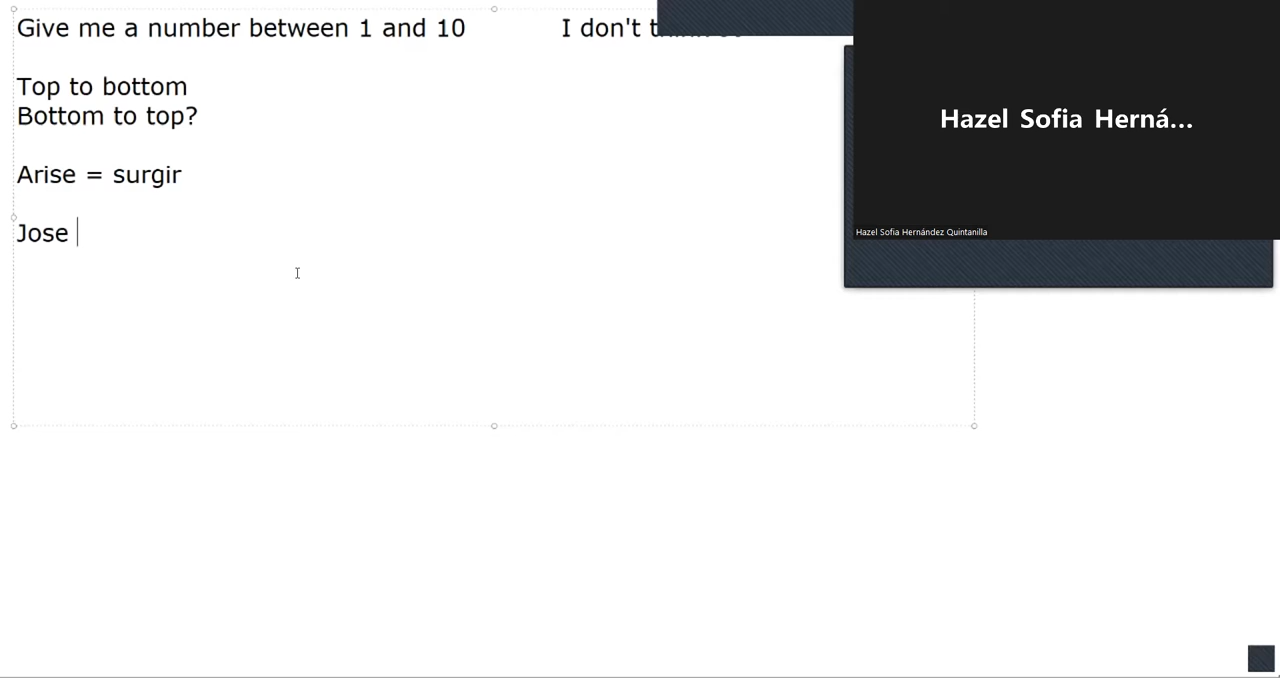 Give me a number between 1 and 10
I don't
Top to bottom
Bottom to top?
Arise = surgir
Jose
Hazel Sofia Herná...
Hazel Sofia Hernández Quintanilla